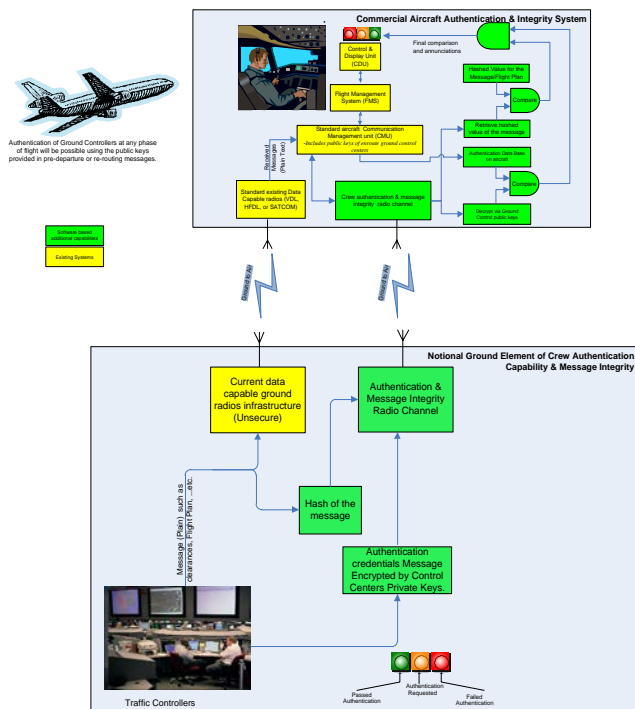 Commercial Aircraft Authentication & Integrity System
Control &
Display Unit
(CDU)
Final comparison
and annunciations
Flight Management
System (FMS)
Hashed Value for the
Message/Flight Plan
Compare
Standard aircraft Communication
Management unit (CMU)
-Includes public keys of enroute ground control
centers
Retrieve hashed
value of the message
Authentication Data Base
on aircraft
Compare
Decrypt via Ground
Control public keys
Received
Messages
(Plain Text)
Standard existing Data
Capable radios (VDL,
HFDL, or SATCOM)
Crew authentication & message
integrity radio channel
Authentication of Ground Controllers at any phase
of flight will be possible using the public keys
provided in pre-departure or re-routing messages.
Software based
additional capabilities
Existing Systems
Ground to Air
Ground to Air
Notional Ground Element of Crew Authentication
Capability & Message Integrity
Current data
capable ground
radios infrastructure
(Unsecure)
Authentication &
Message Integrity
Radio Channel
Message (Plain) such as
clearances, Flight Plan, ...etc.
Hash of the
message
Authentication
credentials Message
Encrypted by Control
Centers Private Keys.
Traffic Controllers
Passed
Authentication
Authentication
Requested
Failed
Authentication